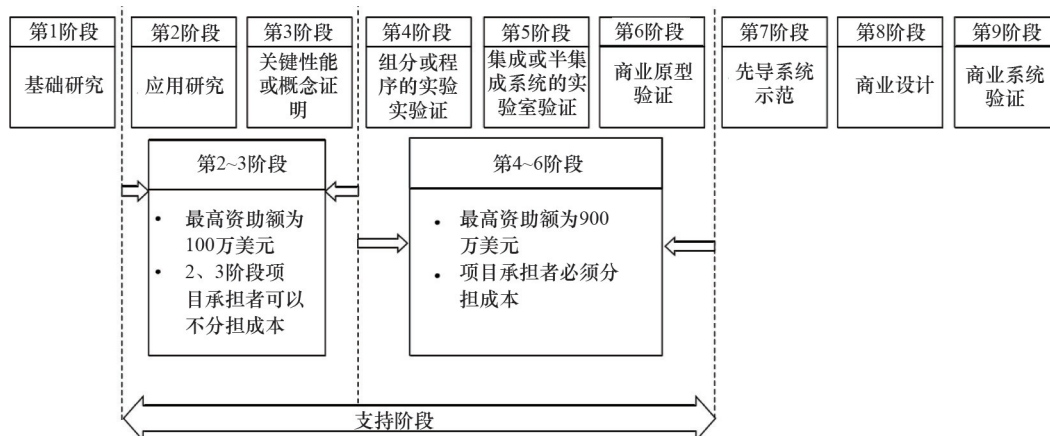 第1阶段
基础研究
第2阶段
应用研究
第3阶段
关键性能
或概念证
明
第4阶段
组分或程
序的实验
实验证
第5阶段
集成或半集
成系统的实
验室验证
第6阶段
商业原型
验证
第7阶段
先导系统
示范
第8阶段
商业设计
第9阶段
商业系统
验证
第2~3阶段
• 最高资助额为
100万美元
• 2、3阶段项
目承担者可以
不分担成本
第4~6阶段
• 最高资助额为900
万美元
• 项目承担者必须分
担成本
支持阶段